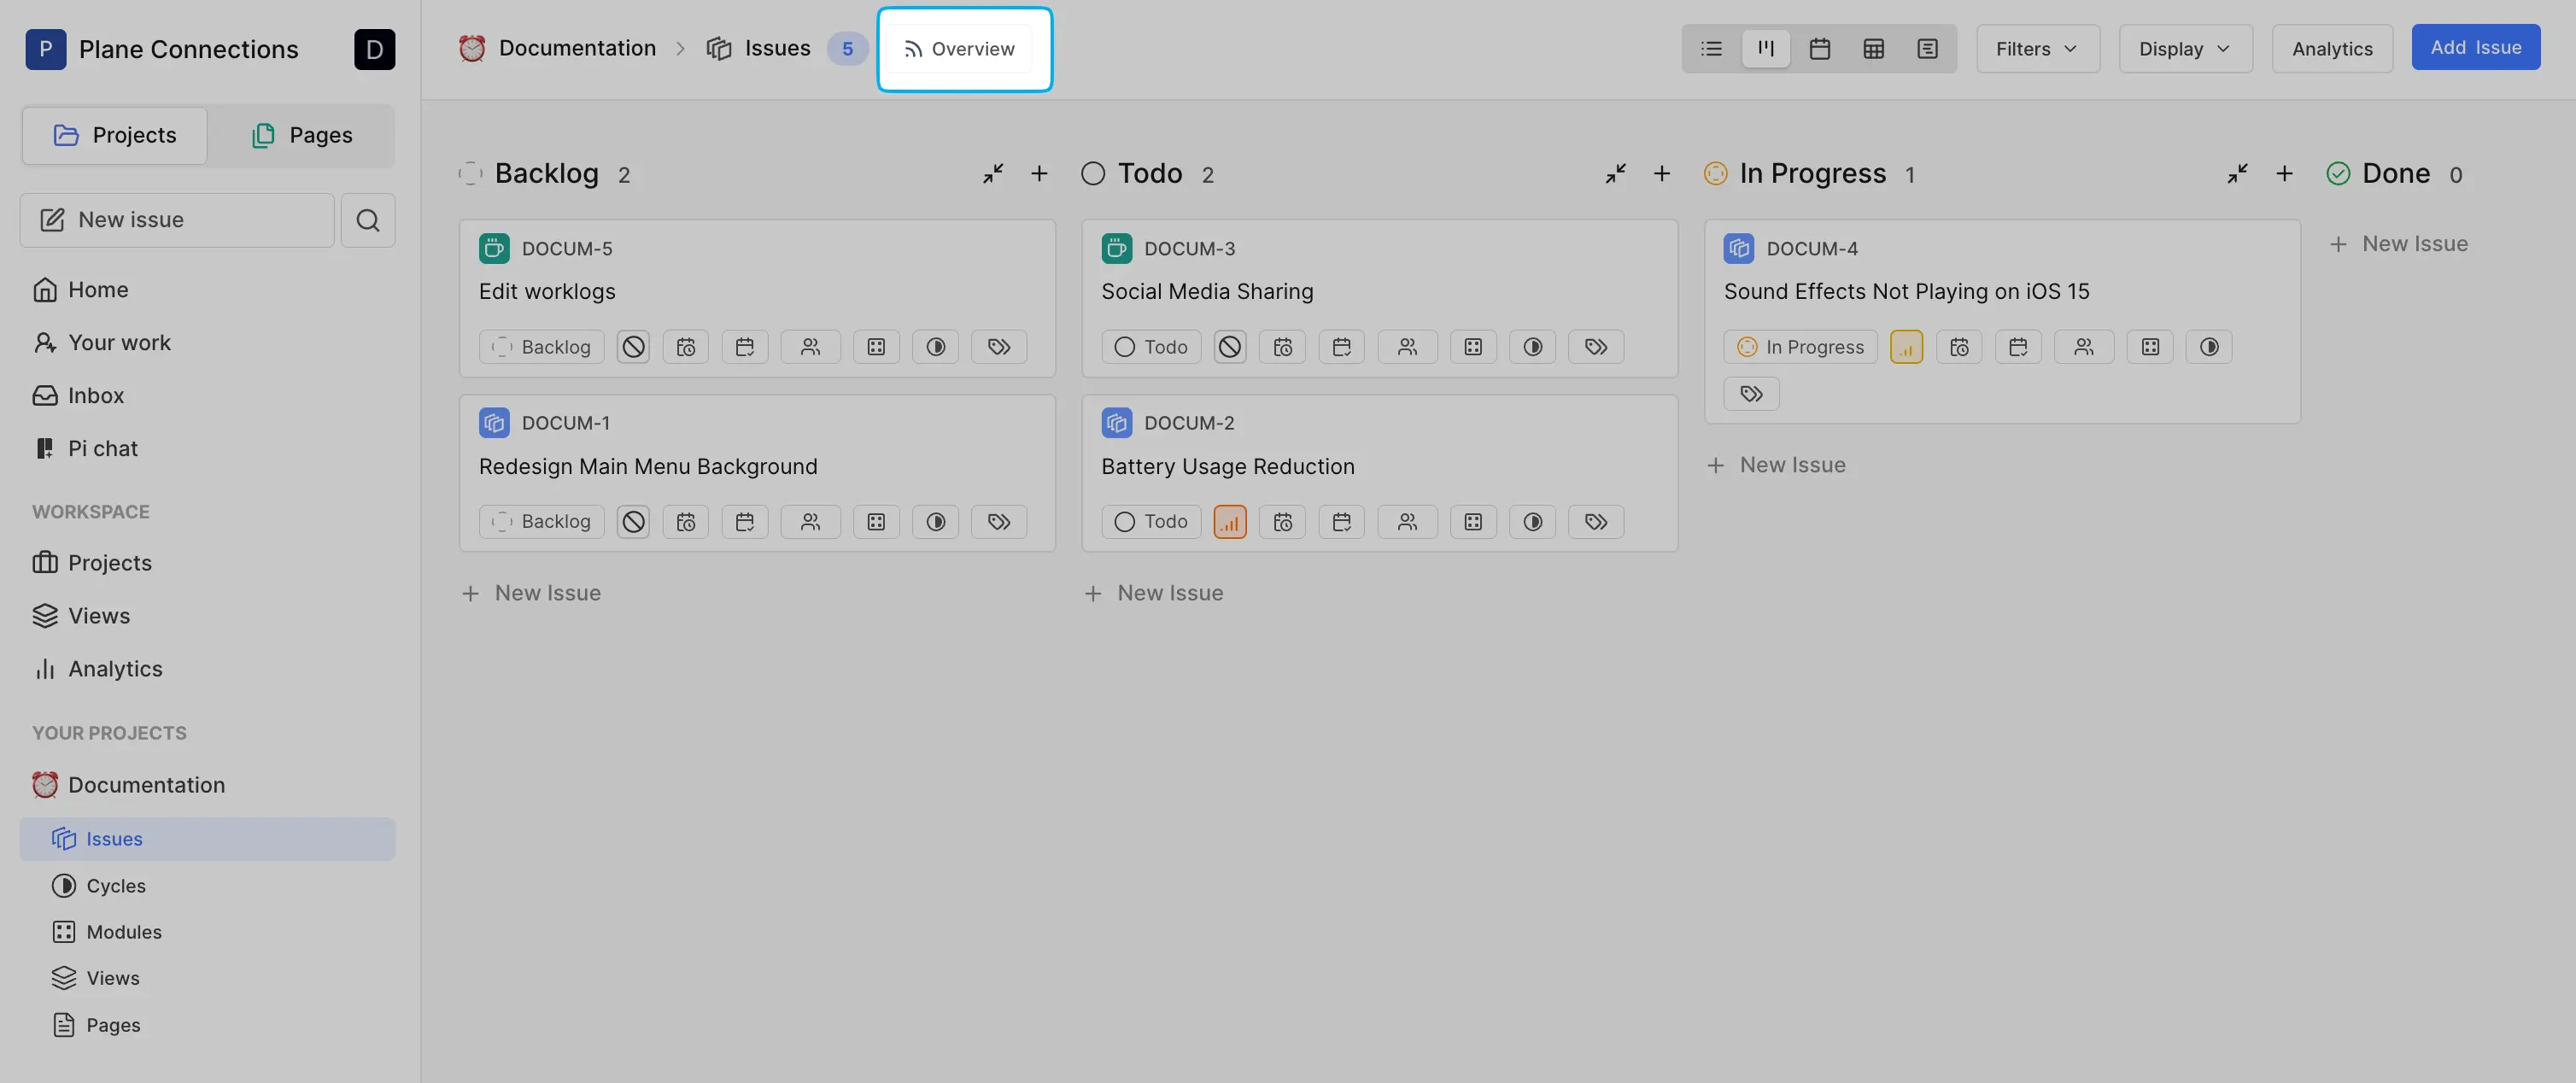 P Plane Connections D
Projects Pages
New issue
Home
Your work
Inbox
Pi chat
WORKSPACE
Projects
Views
Analytics
YOUR PROJECTS
Documentation
Issues
Cycles
Modules
Views
Pages
Documentation Issues 5 Overview
Filters Display Analytics Add Issue
Backlog 2
DOCUM-5
Edit worklogs
Backlog
DOCUM-1
Redesign Main Menu Background
Backlog
New Issue
Todo 2
DOCUM-3
Social Media Sharing
Todo
DOCUM-2
Battery Usage Reduction
Todo
New Issue
In Progress 1
DOCUM-4
Sound Effects Not Playing on iOS 15
In Progress
New Issue
Done 0
New Issue